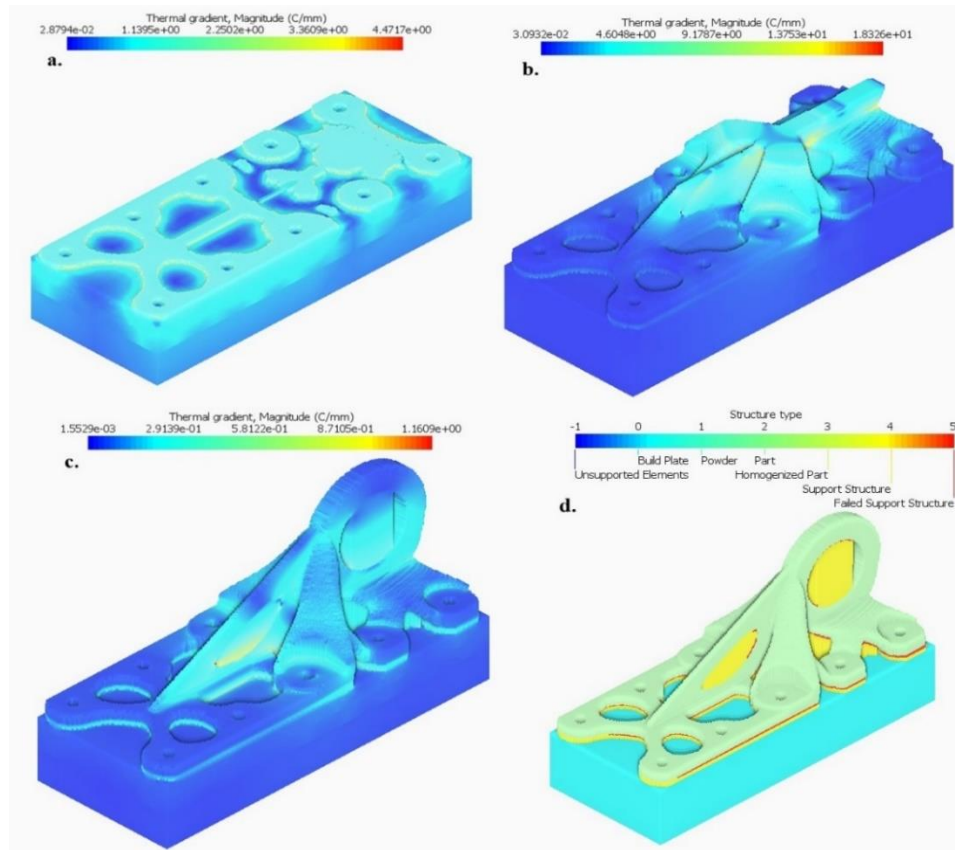 Thermal gradient, Magnitude (C/mm)
2.8794e-02 1.1395e+00 2.2502e+00 3.3609e+00 4.4717e+00
a.
Thermal gradient, Magnitude (C/mm)
3.0932e-02 4.6048e+00 9.1787e+00 1.3753e+01 1.8326e+01
b.
Thermal gradient, Magnitude (C/mm)
1.5529e-03 2.9139e-01 5.8122e-01 8.7105e-01 1.1609e+00
c.
Structure type
-1 0 1 2 3 4 5
Build Plate Powder Part
Unsupported Elements Homogenized Part
Support Structure
d. Failed Support Structure